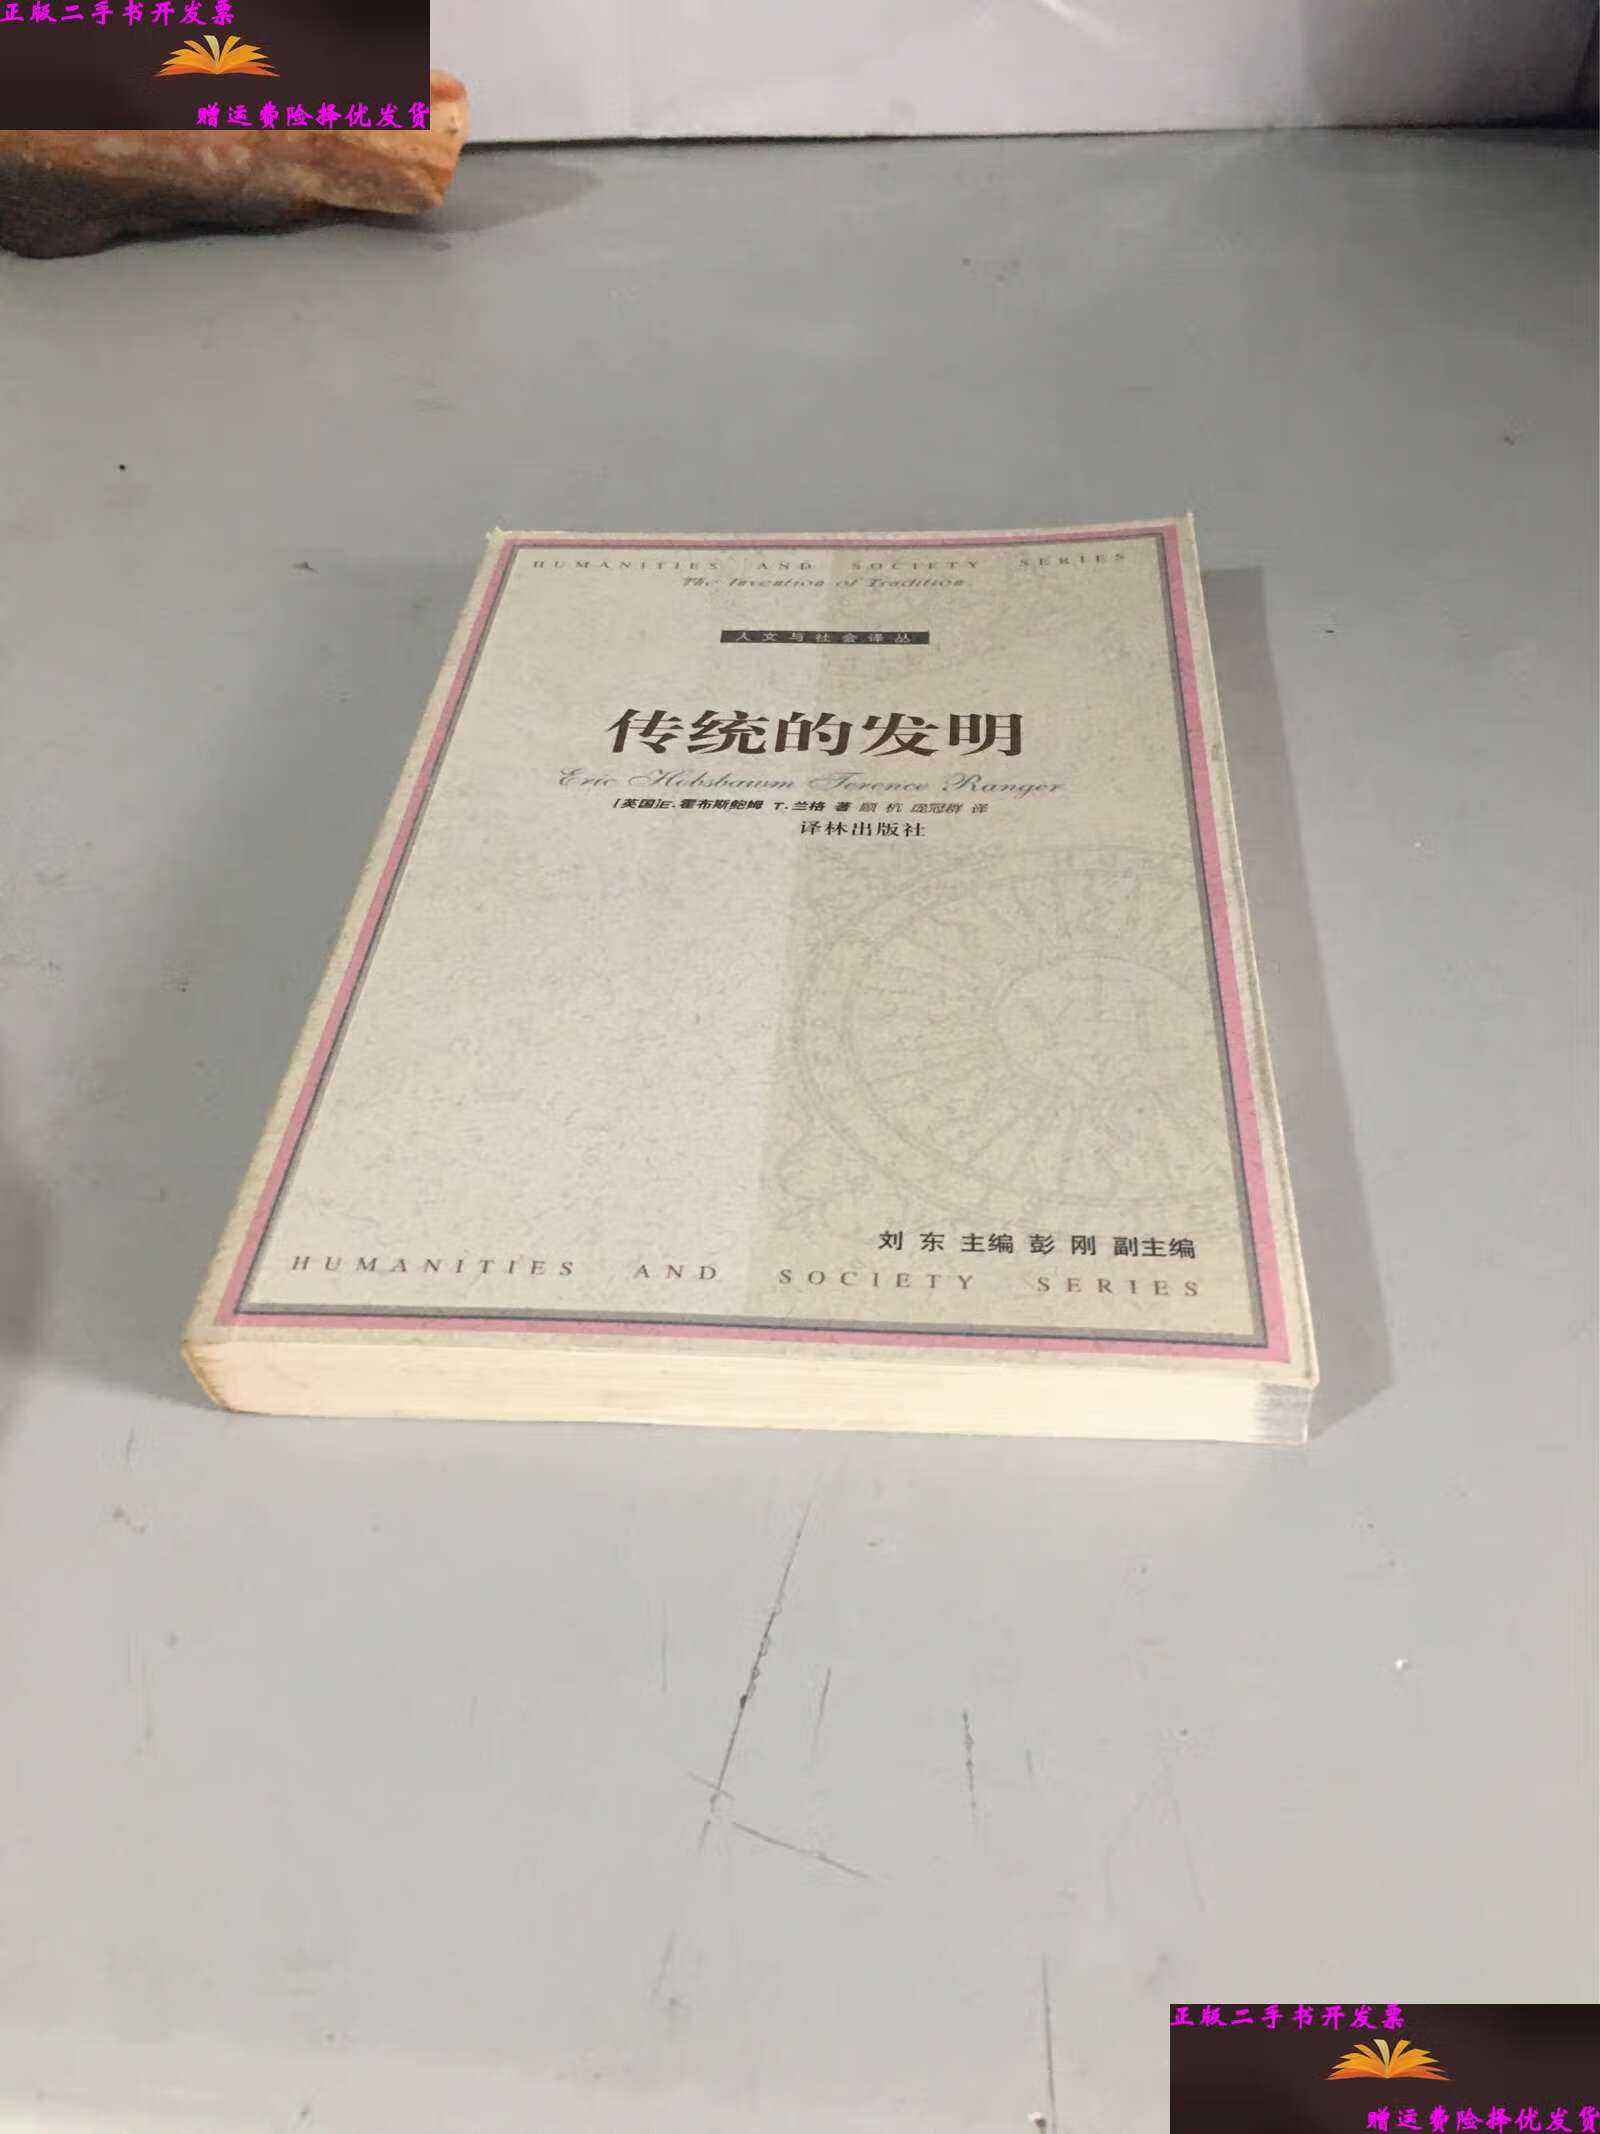 正版二手书开发票
赠运费险择优发货
HUMANITIES AND SOCIETY SERIES
The Invention of Tradition
人文与社会译丛
传统的发明
Eric Hobsbawm Terence Ranger
[英国]E.霍布斯鲍姆 T.兰格 著 顾杭 庞冠群 译
译林出版社
刘东 主编 彭刚 副主编
HUMANITIES AND SOCIETY SERIES
正版二手书开发票
赠运费险择优发货